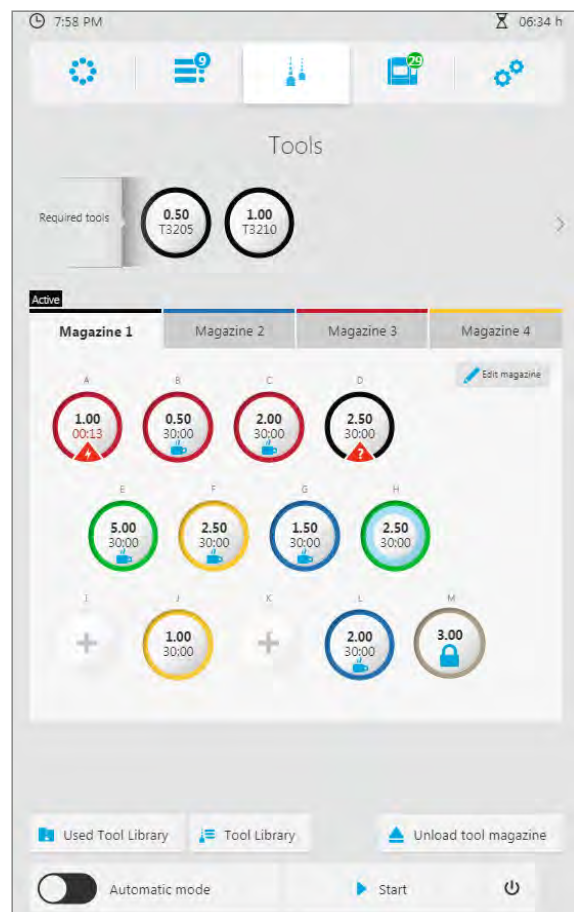 7:58 PM
06:34 h
9
29
Tools
Required tools
0.50
T3205
1.00
T3210
Active
Magazine 1
Magazine 2
Magazine 3
Magazine 4
Edit magazine
A
B
C
D
1.00
00:13
0.50
30:00
2.00
30:00
2.50
30:00
?
E
F
G
H
5.00
30:00
2.50
30:00
1.50
30:00
2.50
30:00
I
J
K
L
M
1.00
30:00
2.00
30:00
3.00
Used Tool Library
Tool Library
Unload tool magazine
Automatic mode
Start